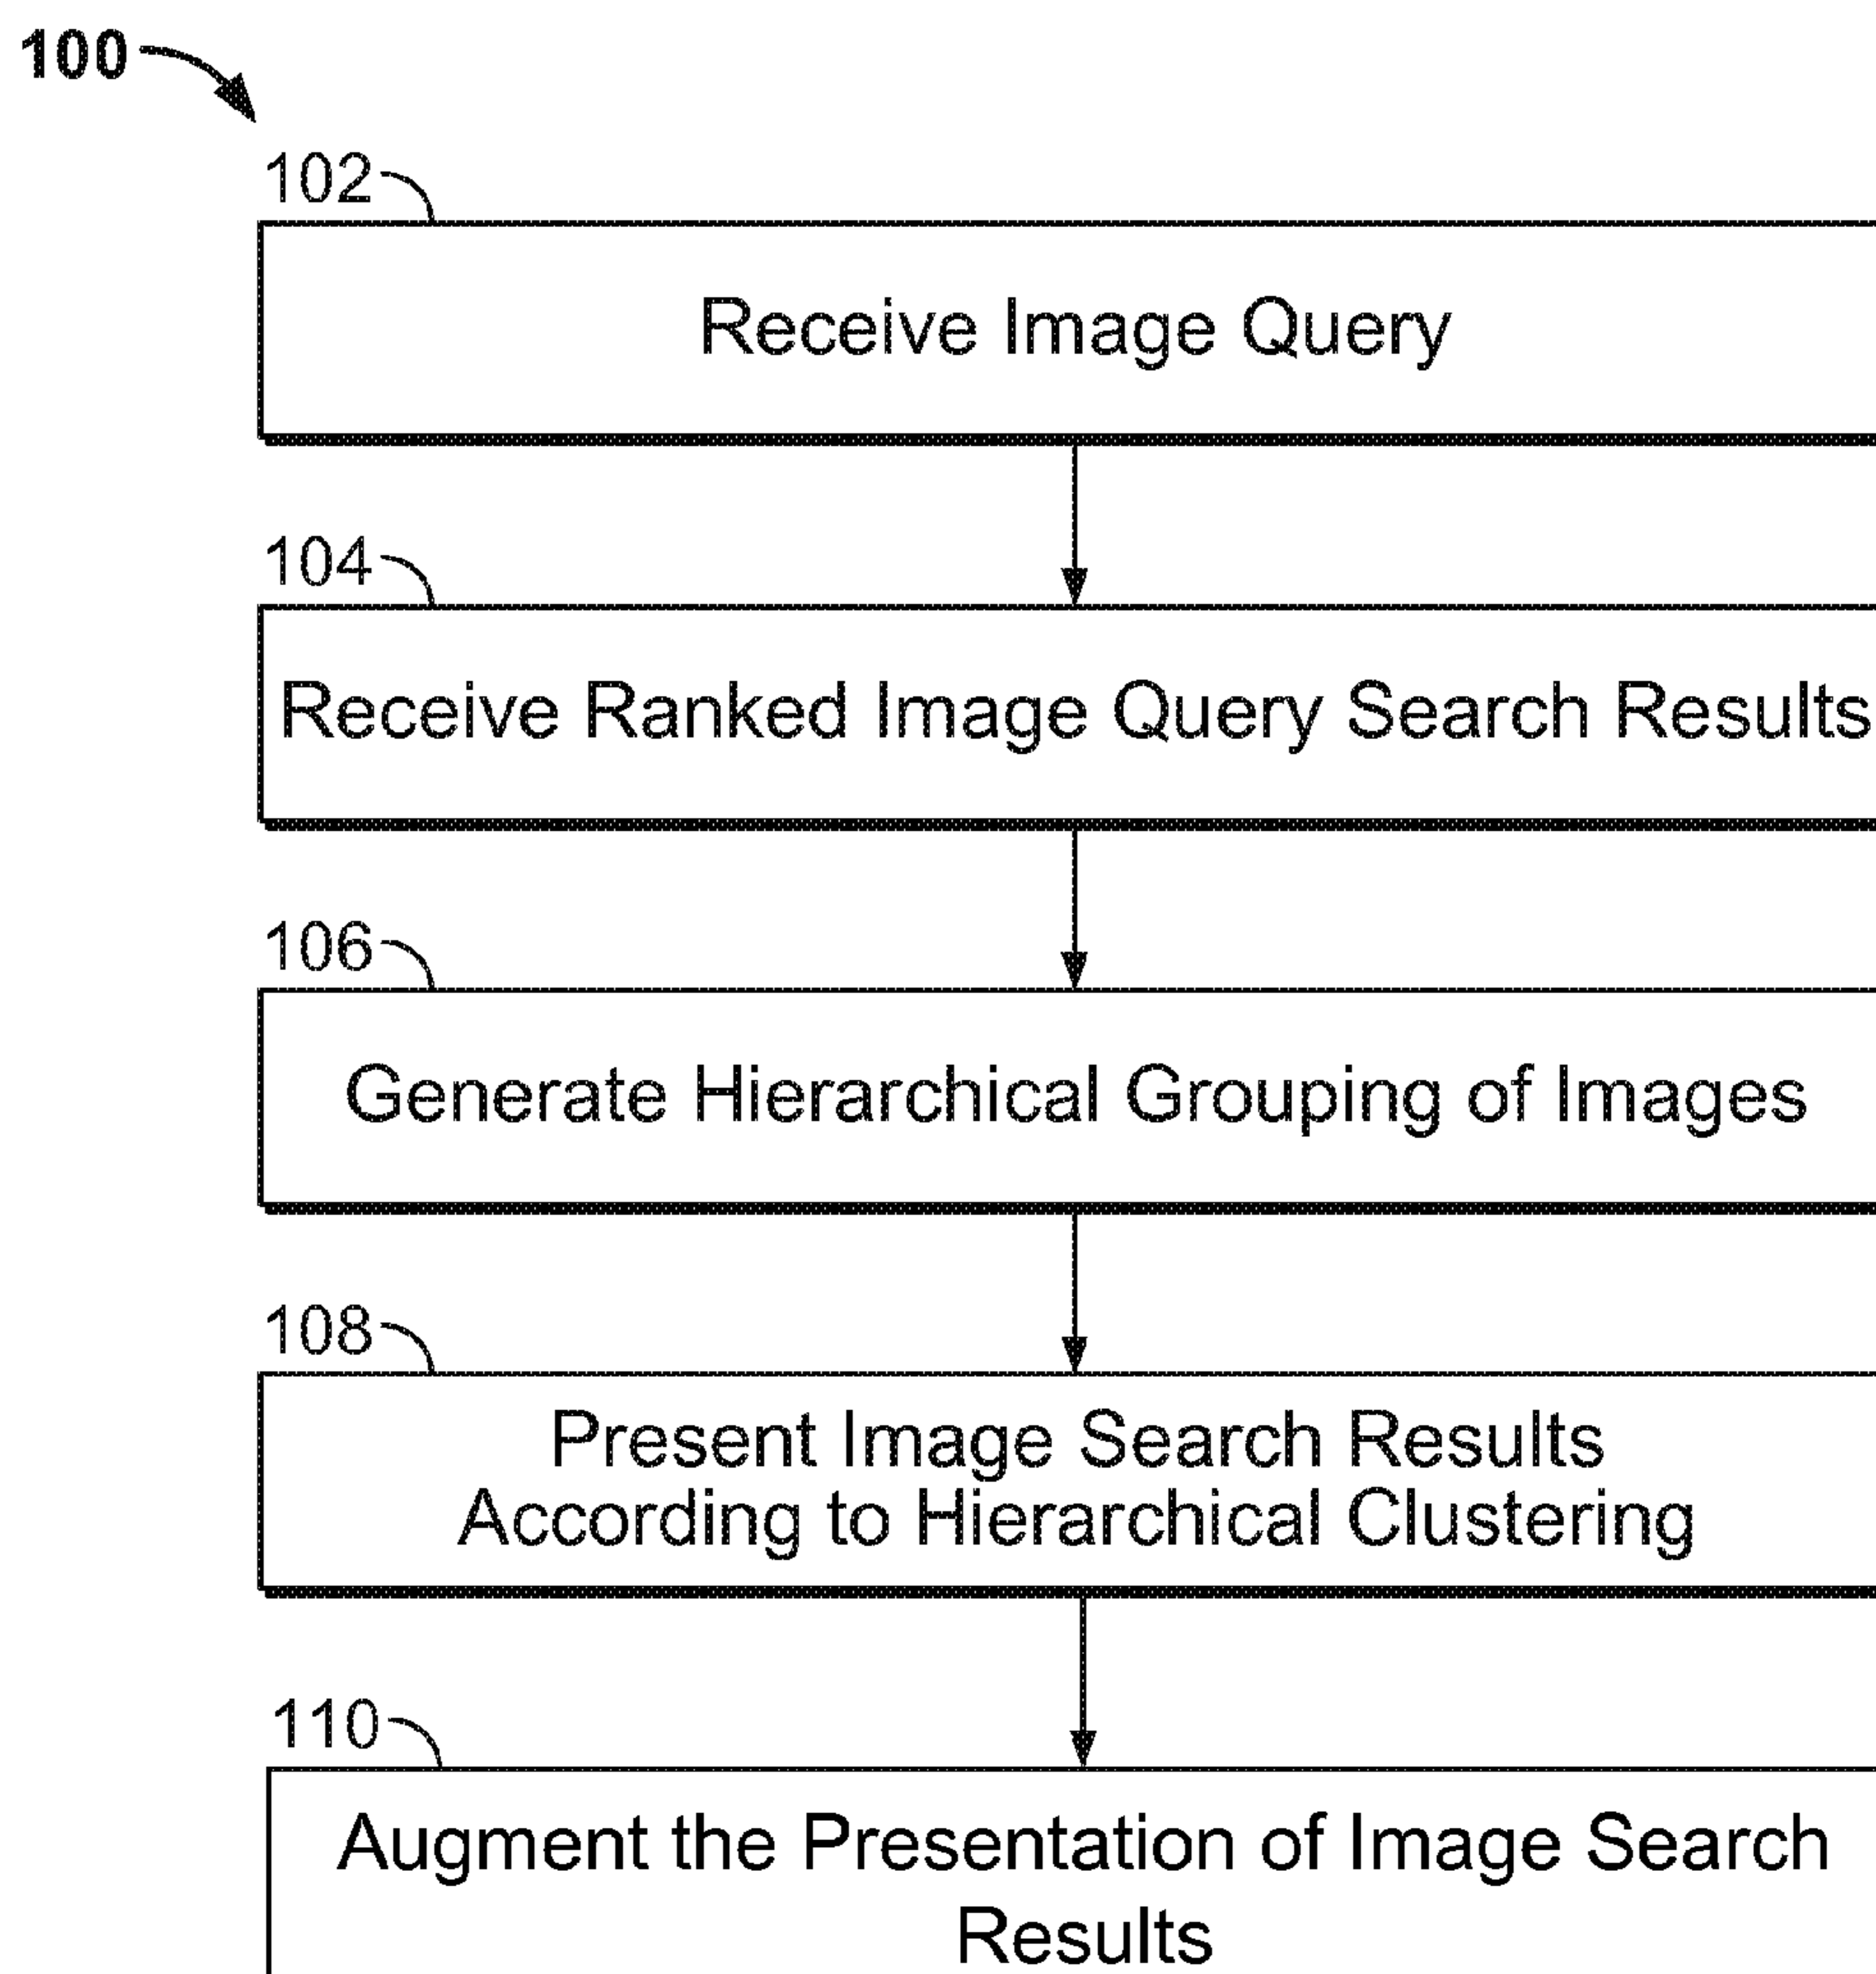 100
102
Receive Image Query
104
Receive Ranked Image Query Search Results
106
Generate Hierarchical Grouping of Images
108
Present Image Search Results
According to Hierarchical Clustering
110
Augment the Presentation of Image Search
Results